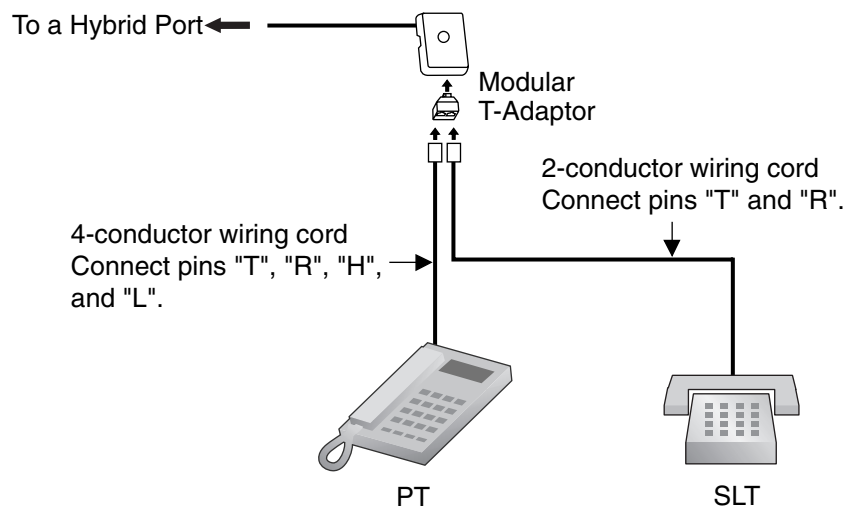 To a Hybrid Port
Modular
T-Adaptor
2-conductor wiring cord
Connect pins "T" and "R".
4-conductor wiring cord
Connect pins "T", "R", "H",
and "L".
PT
SLT